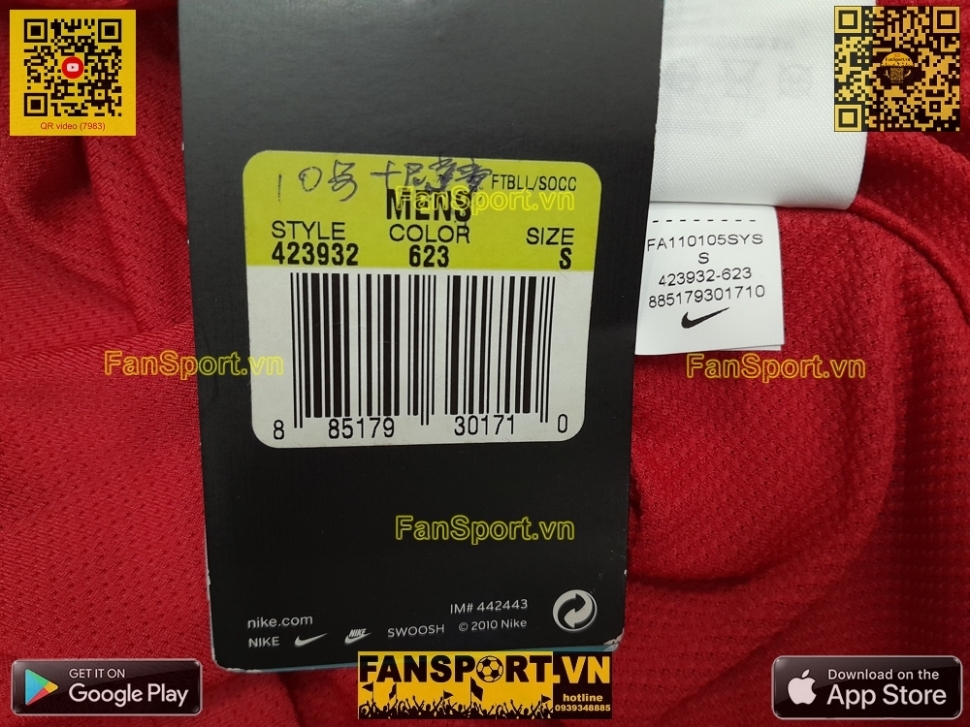 QR video (7983)
10号
FTBLL/SOCC
FanSport.vn
MENS
STYLE COLOR SIZE
423932 623 S
8 85179 30171 0
FA110105SYS
S
423932-623
885179301710
FanSport.vn
FanSport.vn
FanSport.vn
IM# 442443
nike.com
NIKE NIKE SWOOSH © 2010 Nike
GET IT ON
Google Play
FANSPORT.VN
hotline
0939348885
Download on the
App Store